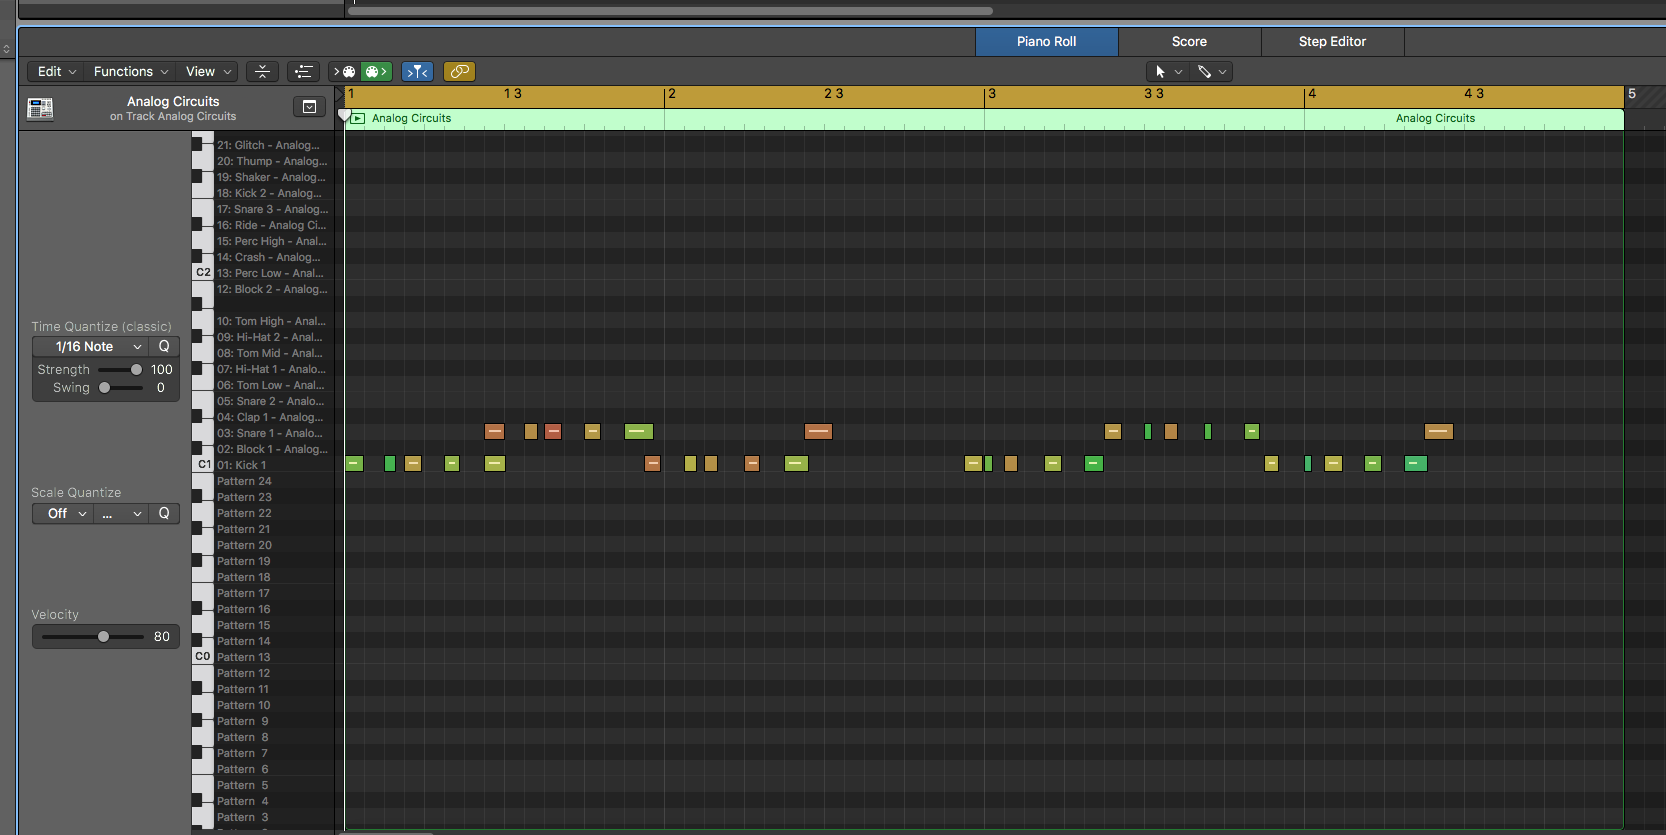 Piano Roll
Score
Step Editor
Edit
Functions
View
Analog Circuits
on Track Analog Circuits
1
1 3
2
2 3
3
3 3
4
4 3
5
Analog Circuits
Analog Circuits
21: Glitch - Analog...
20: Thump - Analog...
19: Shaker - Analog...
18: Kick 2 - Analog...
17: Snare 3 - Analog...
16: Ride - Analog Ci...
15: Perc High - Anal...
14: Crash - Analog...
C2
13: Perc Low - Anal...
12: Block 2 - Analog...
10: Tom High - Anal...
09: Hi-Hat 2 - Analo...
08: Tom Mid - Anal...
07: Hi-Hat 1 - Analo...
06: Tom Low - Anal...
05: Snare 2 - Analo...
04: Clap 1 - Analog...
03: Snare 1 - Analo...
02: Block 1 - Analog...
C1
01: Kick 1
Pattern 24
Pattern 23
Pattern 22
Pattern 21
Pattern 20
Pattern 19
Pattern 18
Pattern 17
Pattern 16
Pattern 15
Pattern 14
C0
Pattern 13
Pattern 12
Pattern 11
Pattern 10
Pattern 9
Pattern 8
Pattern 7
Pattern 6
Pattern 5
Pattern 4
Pattern 3
Time Quantize (classic)
1/16 Note
Q
Strength
100
Swing
0
Scale Quantize
Off
...
Q
Velocity
80